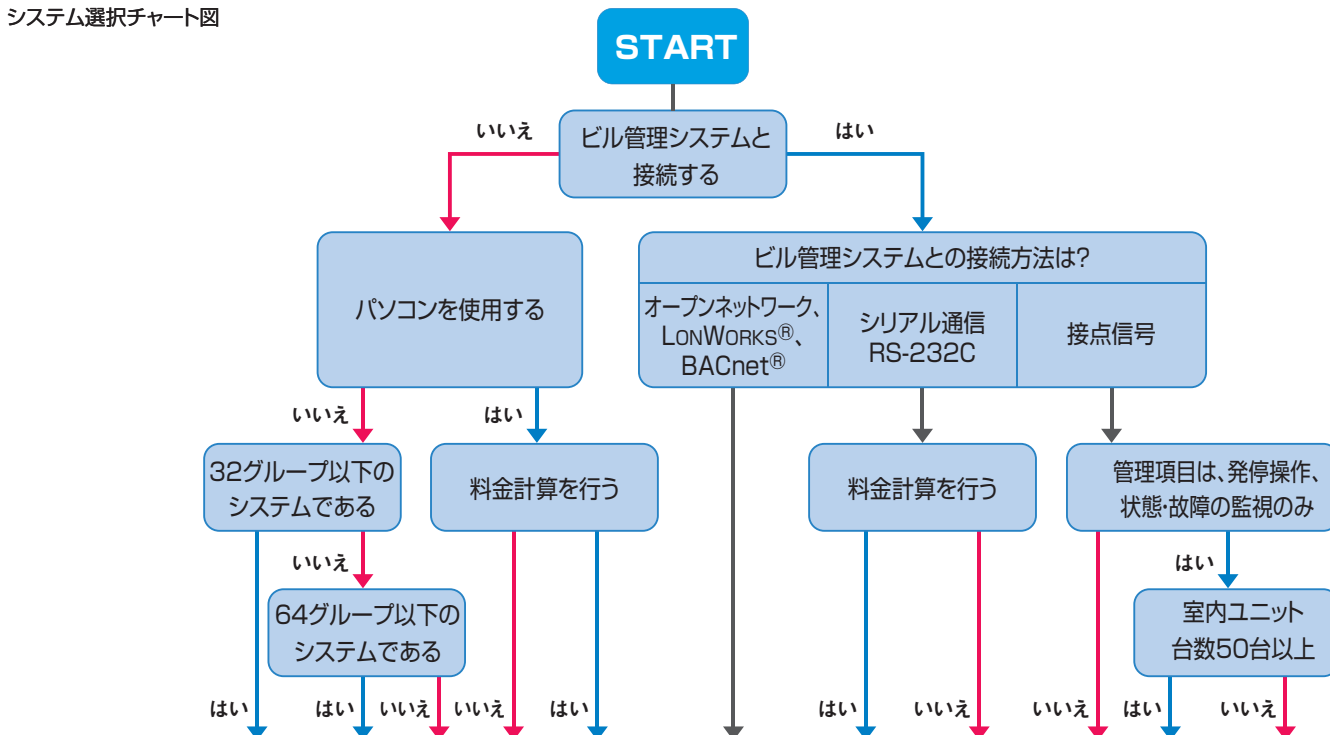 システム選択チャート図
START
いいえ
はい
ビル管理システムと
接続する
パソコンを使用する
ビル管理システムとの接続方法は?
オープンネットワーク、
LONWORKS®、
BACnet®
シリアル通信
RS-232C
接点信号
いいえ
はい
32グループ以下の
システムである
料金計算を行う
料金計算を行う
管理項目は、発停操作、
状態・故障の監視のみ
いいえ
はい
64グループ以下の
システムである
室内ユニット
台数50台以上
はい
はい
いいえ
いいえ
はい
はい
いいえ
いいえ
はい
いいえ